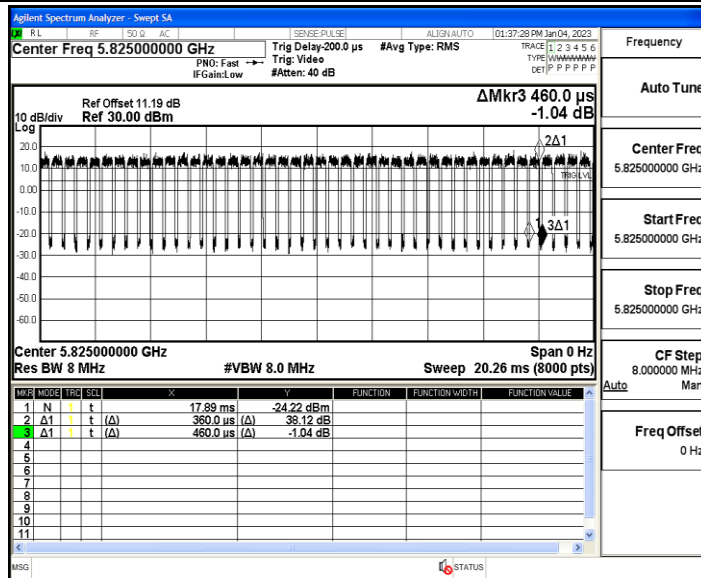 Agilent Spectrum Analyzer - Swept SA
RL RF 50 Ω AC SENSE:PULSE ALIGN AUTO 01:37:28 PM Jan 04, 2023
Center Freq 5.825000000 GHz Trig Delay-200.0 µs #Avg Type: RMS TRACE 1 2 3 4 5 6
PNO: Fast Trig: Video TYPE
IFGain:Low #Atten: 40 dB DET P P P P P P
ΔMkr3 460.0 µs
-1.04 dB
Ref Offset 11.19 dB
10 dB/div Ref 30.00 dBm
Log
20.0
10.0
0.00
-10.0
-20.0
-30.0
-40.0
-50.0
-60.0
2Δ1
TRIG LVL
1
3Δ1
Center 5.825000000 GHz Span 0 Hz
Res BW 8 MHz #VBW 8.0 MHz Sweep 20.26 ms (8000 pts)
MKR MODE TRC SCL X Y FUNCTION FUNCTION WIDTH FUNCTION VALUE
1 N 1 t 17.89 ms -24.22 dBm
2 Δ1 1 t (Δ) 360.0 µs (Δ) 38.12 dB
3 Δ1 1 t (Δ) 460.0 µs (Δ) -1.04 dB
4
5
6
7
8
9
10
11
MSG STATUS
Frequency
Auto Tune
Center Freq
5.825000000 GHz
Start Freq
5.825000000 GHz
Stop Freq
5.825000000 GHz
CF Step
8.000000 MHz
Auto Man
Freq Offset
0 Hz